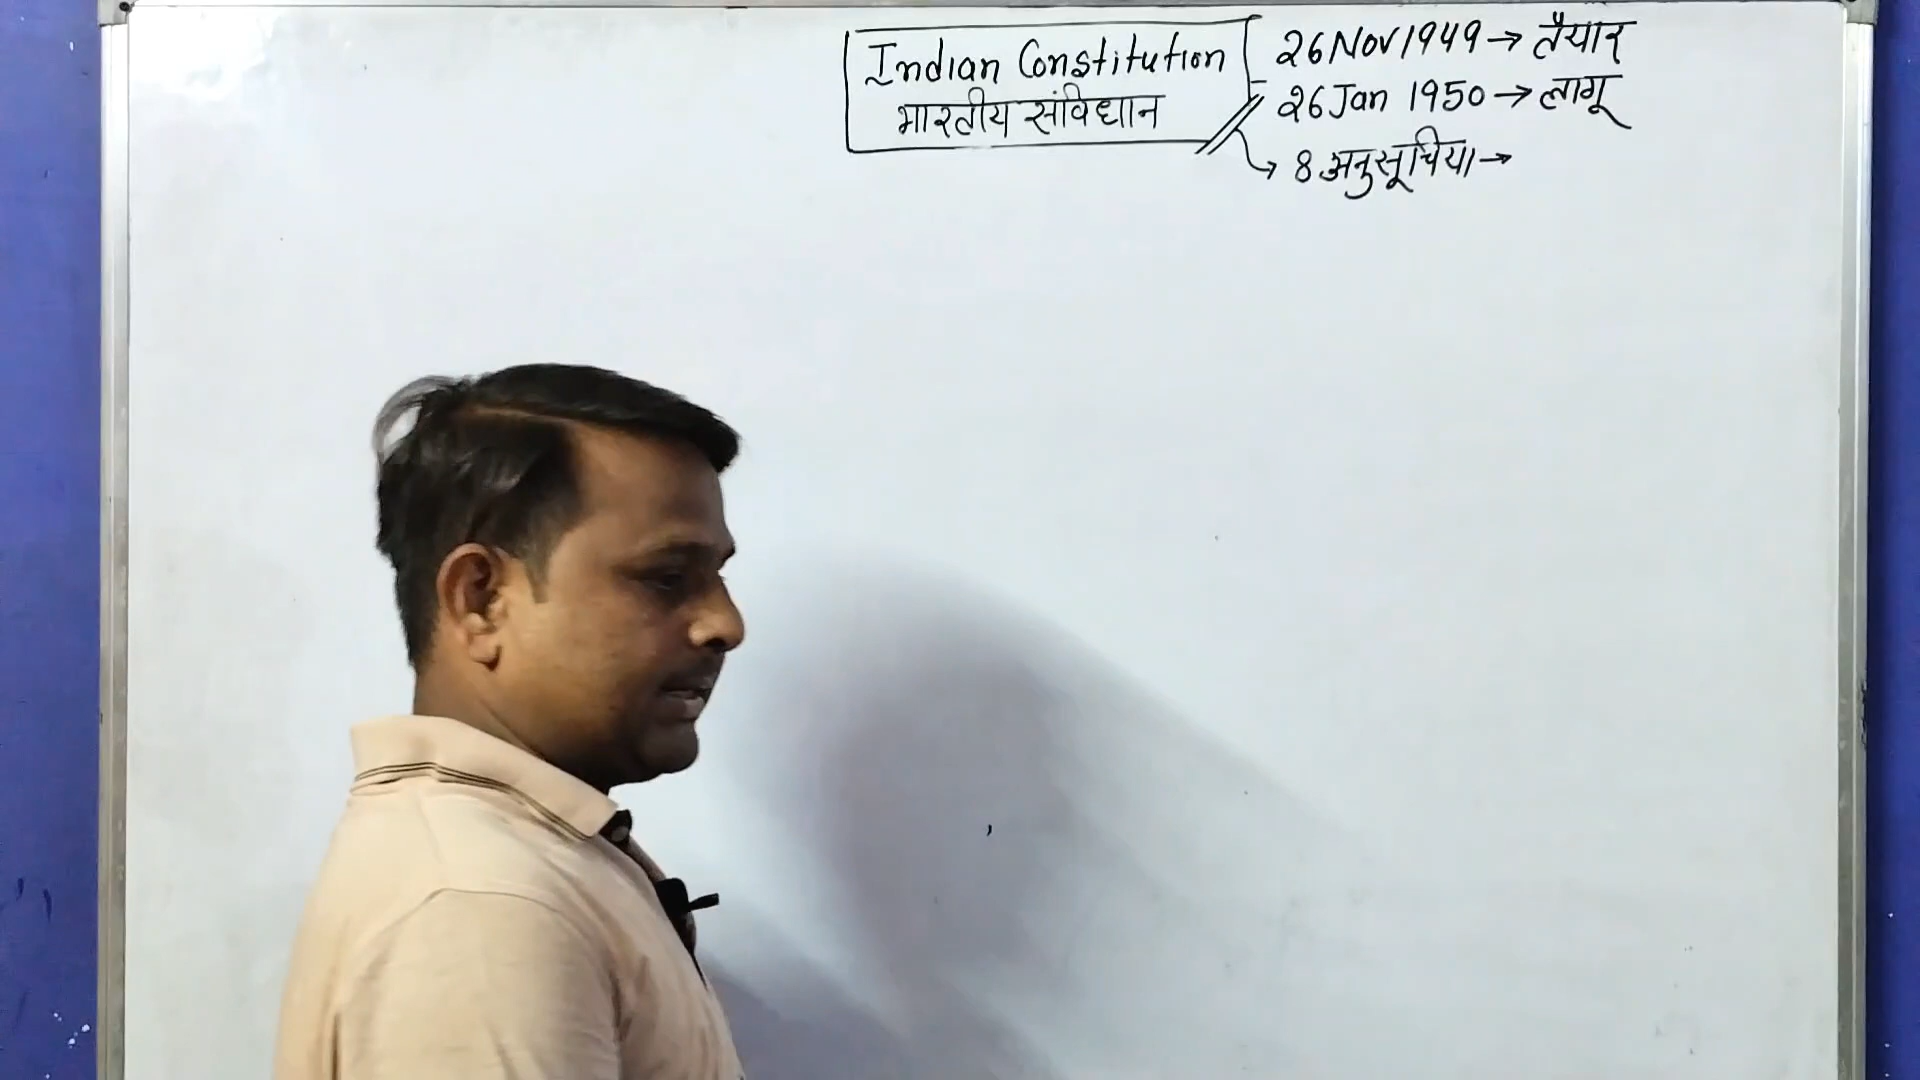 Indian Constitution
भारतीय संविधान
26 Nov 1949 → तैयार
26 Jan 1950 → लागू
→ 8 अनुसूचिया →